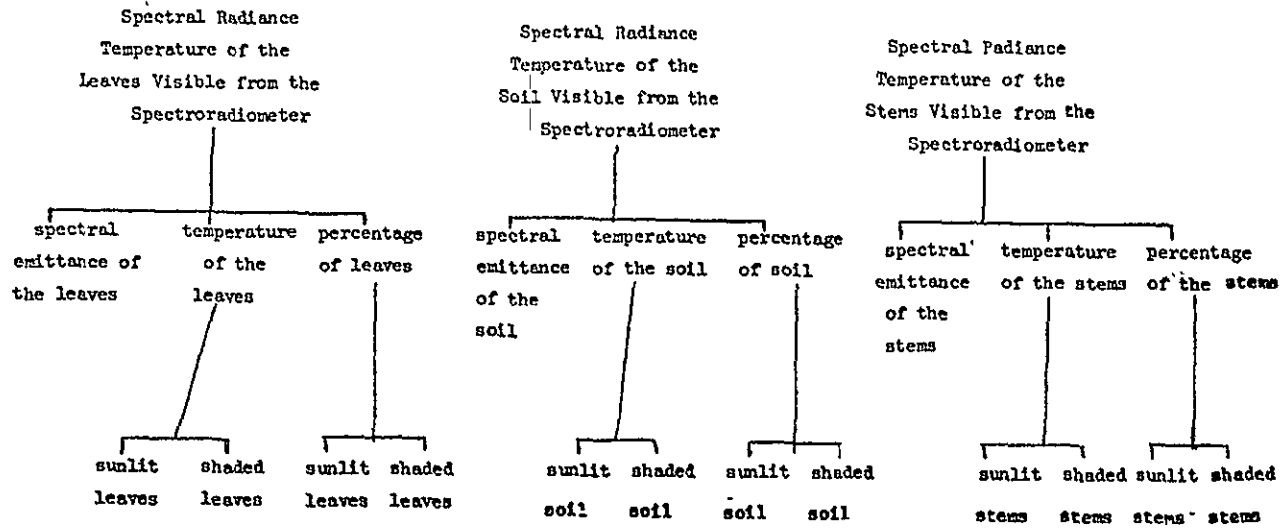 Spectral Radiance
Temperature of the
Leaves Visible from the
Spectroradiometer
spectral
emittance of
the leaves
temperature
of the
leaves
percentage
of leaves
sunlit
leaves
shaded
leaves
sunlit
leaves
shaded
leaves
Spectral Radiance
Temperature of the
Soil Visible from the
Spectroradiometer
spectral
emittance
of the
soil
temperature
of the soil
percentage
of soil
sunlit
soil
shaded
soil
sunlit
soil
shaded
soil
Spectral Padiance
Temperature of the
Stems Visible from the
Spectroradiometer
spectral
emittance
of the
stems
temperature
of the stems
percentage
of the stems
sunlit
stems
shaded
stems
sunlit
stems
shaded
stems